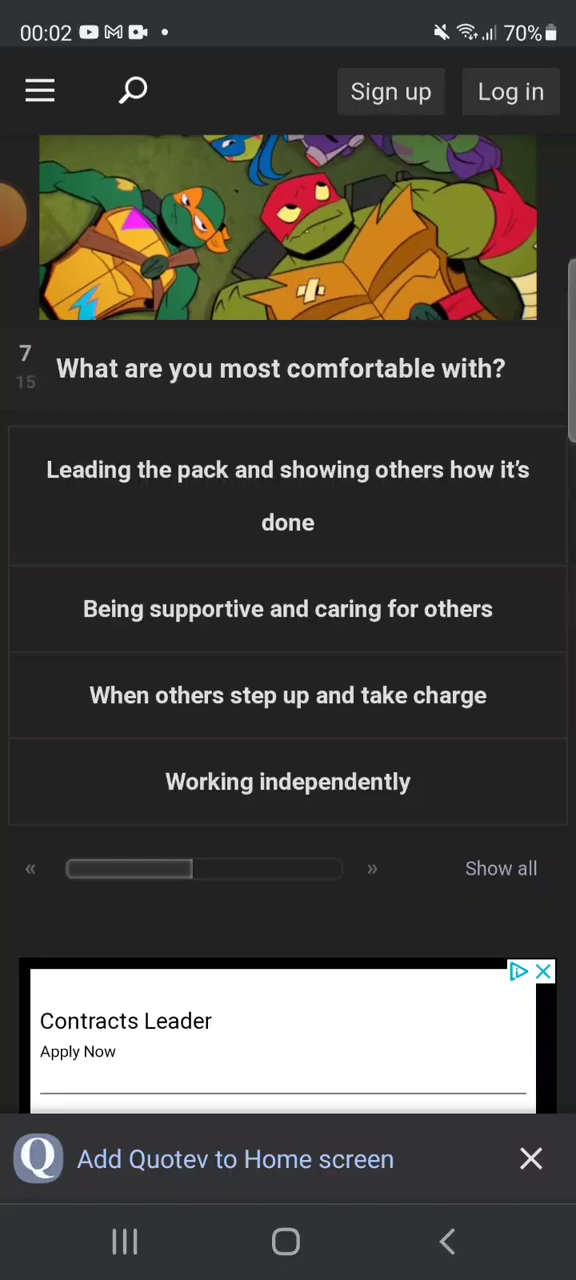 00:02 70%
Sign up Log in
7
15
What are you most comfortable with?
Leading the pack and showing others how it's
done
Being supportive and caring for others
When others step up and take charge
Working independently
« » Show all
Contracts Leader
Apply Now
Q Add Quotev to Home screen